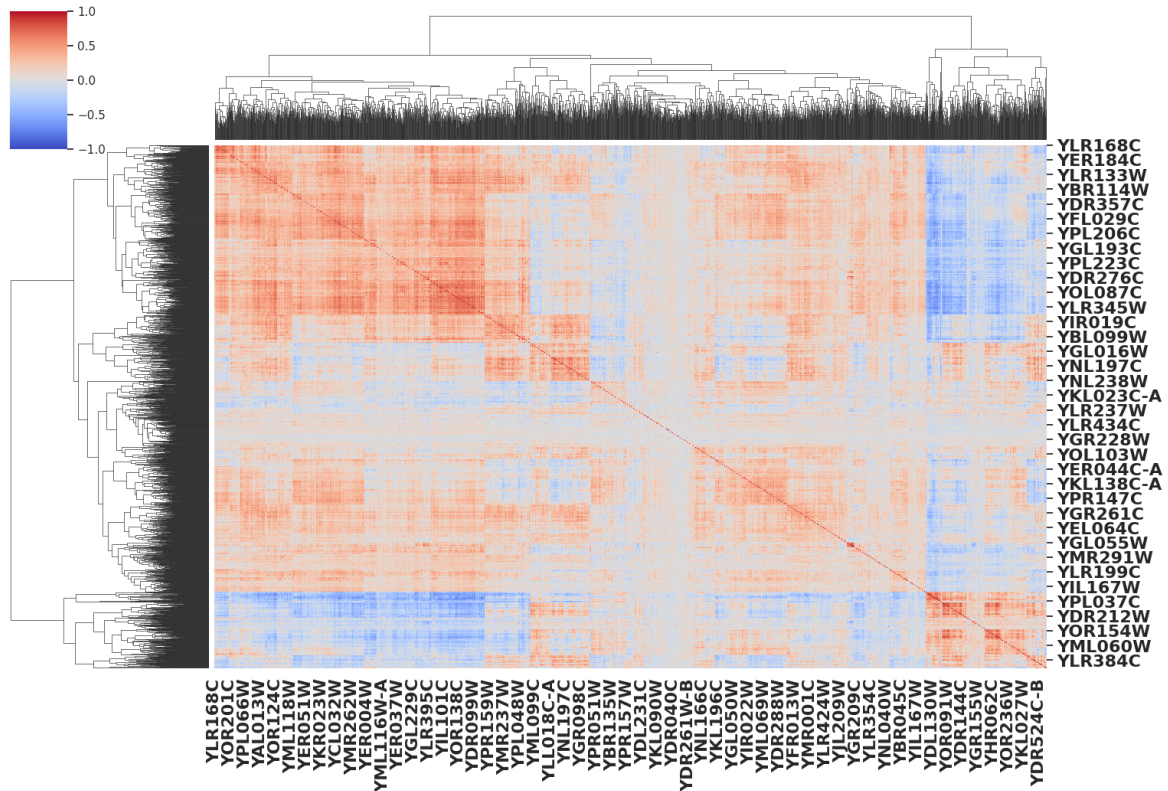 1.0
0.5
0.0
−0.5
−1.0
YLR168C
YER184C
YLR133W
YBR114W
YDR357C
YFL029C
YPL206C
YGL193C
YPL223C
YDR276C
YOL087C
YLR345W
YIR019C
YBL099W
YGL016W
YNL197C
YNL238W
YKL023C-A
YLR237W
YLR434C
YGR228W
YOL103W
YER044C-A
YKL138C-A
YPR147C
YGR261C
YEL064C
YGL055W
YMR291W
YLR199C
YIL167W
YPL037C
YDR212W
YOR154W
YML060W
YLR384C
YLR168C
YOR201C
YPL066W
YAL013W
YOR124C
YML118W
YER051W
YKR023W
YCL032W
YMR262W
YER004W
YML116W-A
YER037W
YGL229C
YLR395C
YIL101C
YOR138C
YDR099W
YPR159W
YMR237W
YPL048W
YML099C
YLL018C-A
YNL197C
YGR098C
YPR051W
YBR135W
YPR157W
YDL231C
YKL090W
YDR040C
YDR261W-B
YNL166C
YKL196C
YGL050W
YIR022W
YML069W
YDR288W
YFR013W
YMR001C
YLR424W
YIL209W
YGR209C
YLR354C
YNL040W
YBR045C
YIL167W
YDL130W
YOR091W
YDR144C
YGR155W
YHR062C
YOR236W
YKL027W
YDR524C-B